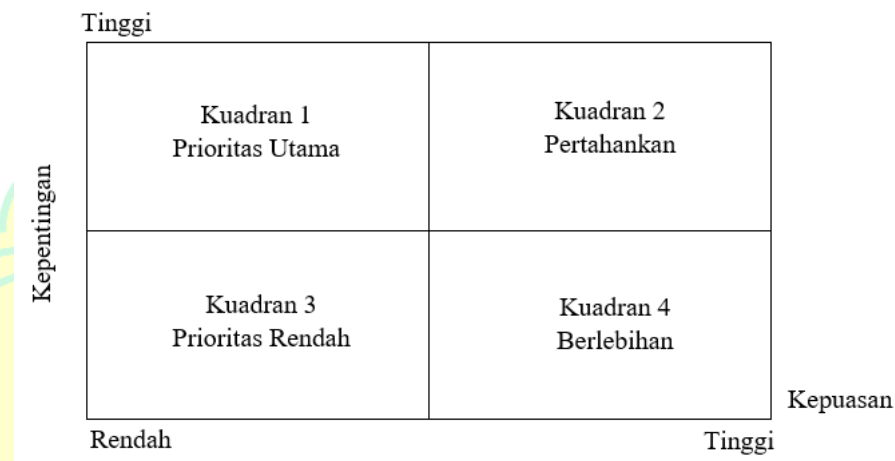 Tinggi
Kuadran 1
Prioritas Utama
Kuadran 2
Pertahankan
Kepentingan
Kuadran 3
Prioritas Rendah
Kuadran 4
Berlebihan
Kepuasan
Rendah
Tinggi